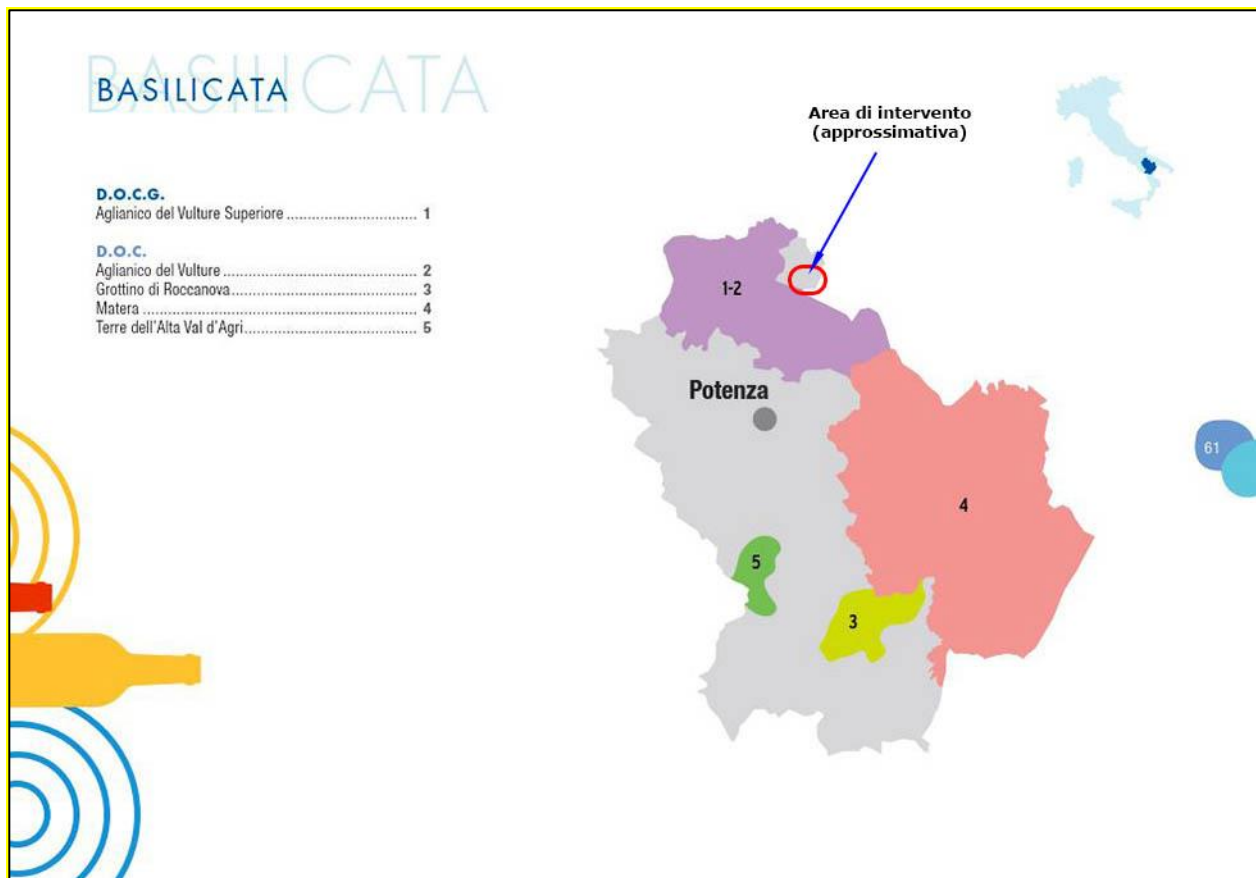 BASILICATA
BASILICATA
D.O.C.G.
Aglianico del Vulture Superiore ................................ 1
D.O.C.
Aglianico del Vulture ................................................ 2
Grottino di Roccanova.............................................. 3
Matera ..................................................................... 4
Terre dell'Alta Val d'Agri........................................... 5
Area di intervento
(approssimativa)
1-2
Potenza
4
5
3
61